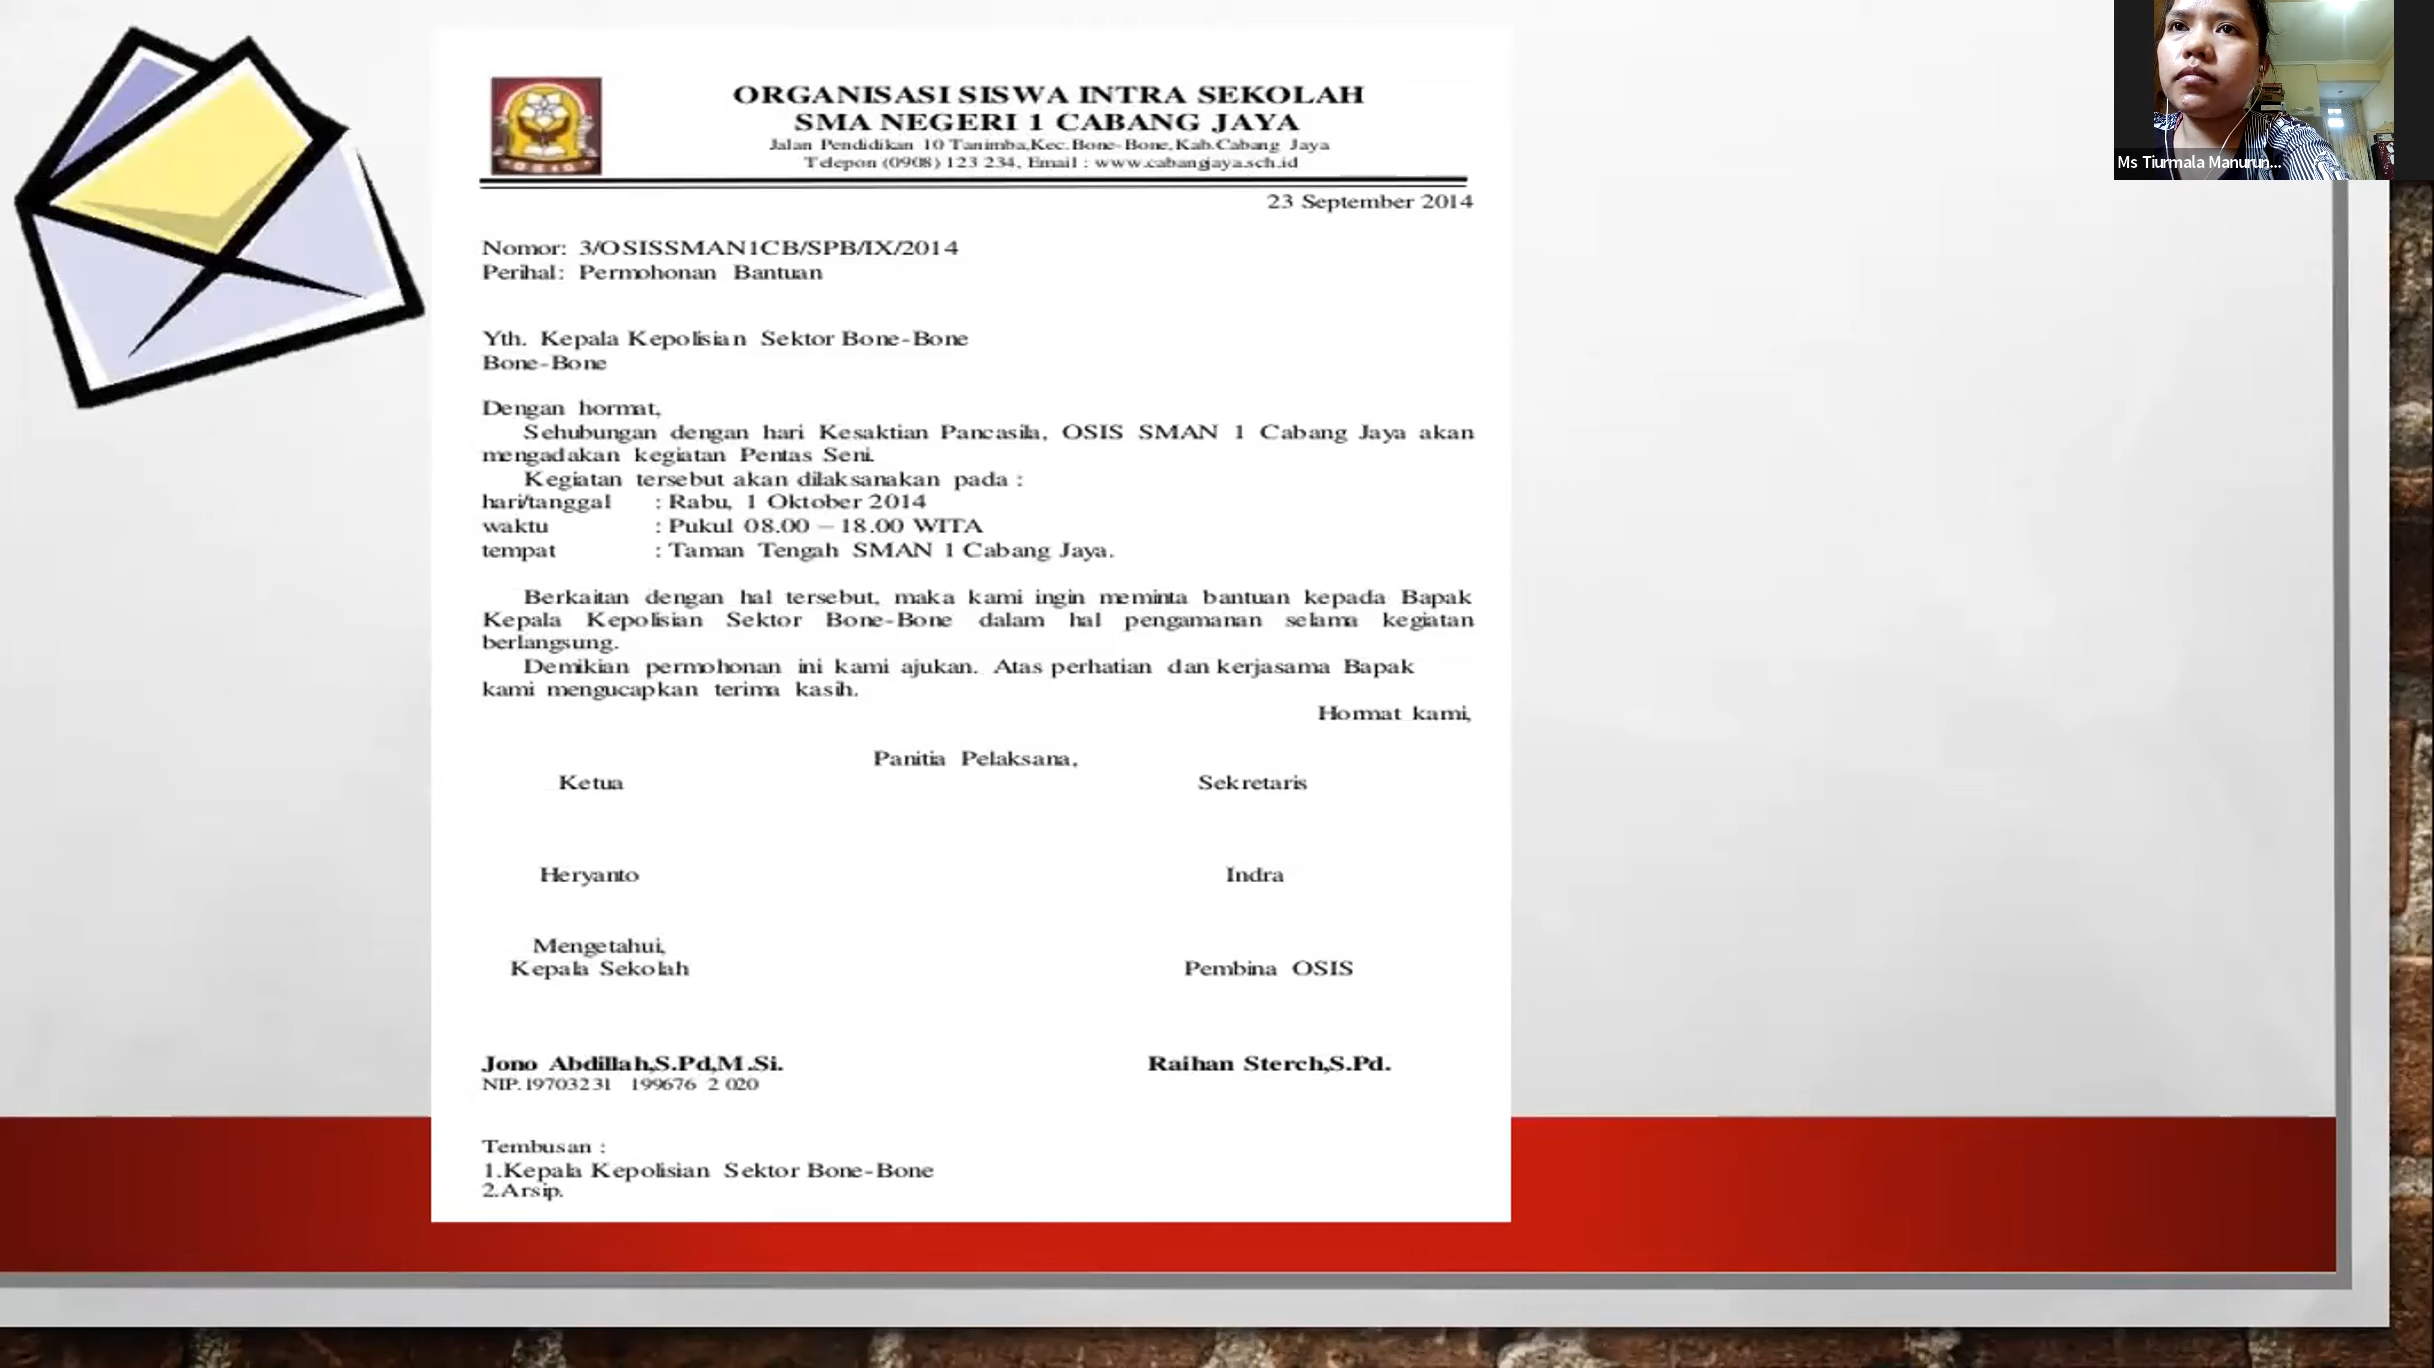 ORGANISASI SISWA INTRA SEKOLAH
SMA NEGERI 1 CABANG JAYA
Jalan Pendidikan 10 Tanimba,Kec.Bone-Bone,Kab.Cabang Jaya
Telepon (0908) 123 234, Email : www.cabangjaya.sch.id
23 September 2014
Nomor: 3/OSISSMAN1CB/SPB/IX/2014
Perihal: Permohonan Bantuan
Yth. Kepala Kepolisian Sektor Bone-Bone
Bone-Bone
Dengan hormat,
Sehubungan dengan hari Kesaktian Pancasila, OSIS SMAN 1 Cabang Jaya akan
mengadakan kegiatan Pentas Seni.
Kegiatan tersebut akan dilaksanakan pada :
hari/tanggal : Rabu, 1 Oktober 2014
waktu : Pukul 08.00 – 18.00 WITA
tempat : Taman Tengah SMAN 1 Cabang Jaya.
Berkaitan dengan hal tersebut, maka kami ingin meminta bantuan kepada Bapak
Kepala Kepolisian Sektor Bone-Bone dalam hal pengamanan selama kegiatan
berlangsung.
Demikian permohonan ini kami ajukan. Atas perhatian dan kerjasama Bapak
kami mengucapkan terima kasih.
Hormat kami,
Panitia Pelaksana,
Ketua Sekretaris
Heryanto Indra
Mengetahui,
Kepala Sekolah Pembina OSIS
Jono Abdillah,S.Pd,M.Si. Raihan Sterch,S.Pd.
NIP.19703231 199676 2 020
Tembusan :
1.Kepala Kepolisian Sektor Bone-Bone
2.Arsip.
Ms Tiurmala Manurun...